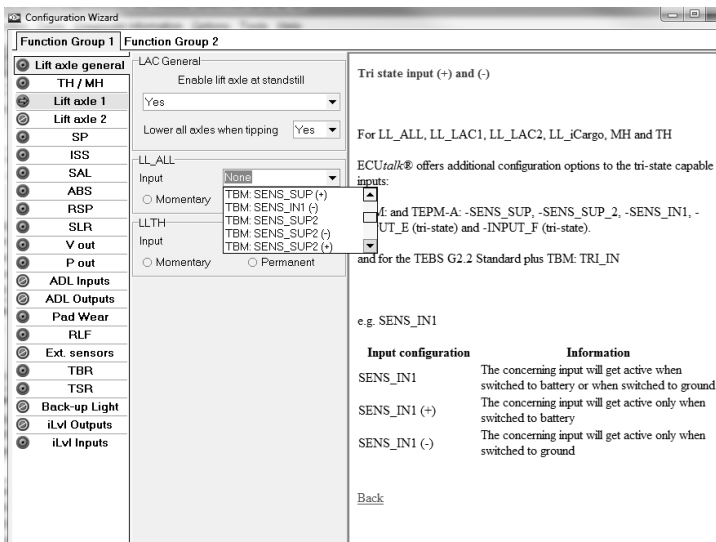 Configuration Wizard
Function Group 1
Function Group 2
Lift axle general
TH / MH
Lift axle 1
Lift axle 2
SP
ISS
SAL
ABS
RSP
SLR
V out
P out
ADL Inputs
ADL Outputs
Pad Wear
RLF
Ext. sensors
TBR
TSR
Back-up Light
iLvl Outputs
iLvl Inputs
LAC General
Enable lift axle at standstill
Yes
Lower all axles when tipping Yes
LL_ALL
Input None
Momentary
TBM: SENS_SUP (+)
TBM: SENS_IN1 (-)
TBM: SENS_SUP2
TBM: SENS_SUP2 (-)
TBM: SENS_SUP2 (+)
LLTH
Input
Momentary Permanent
Tri state input (+) and (-)
For LL_ALL, LL_LAC1, LL_LAC2, LL_iCargo, MH and TH
ECUtalk® offers additional configuration options to the tri-state capable
inputs:
M: and TEPM-A: -SENS_SUP, -SENS_SUP_2, -SENS_IN1, -
UT_E (tri-state) and -INPUT_F (tri-state).
and for the TEBS G2.2 Standard plus TBM: TRI_IN
e.g. SENS_IN1
Input configuration Information
SENS_IN1 The concerning input will get active when
switched to battery or when switched to ground
SENS_IN1 (+) The concerning input will get active only when
switched to battery
SENS_IN1 (-) The concerning input will get active only when
switched to ground
Back